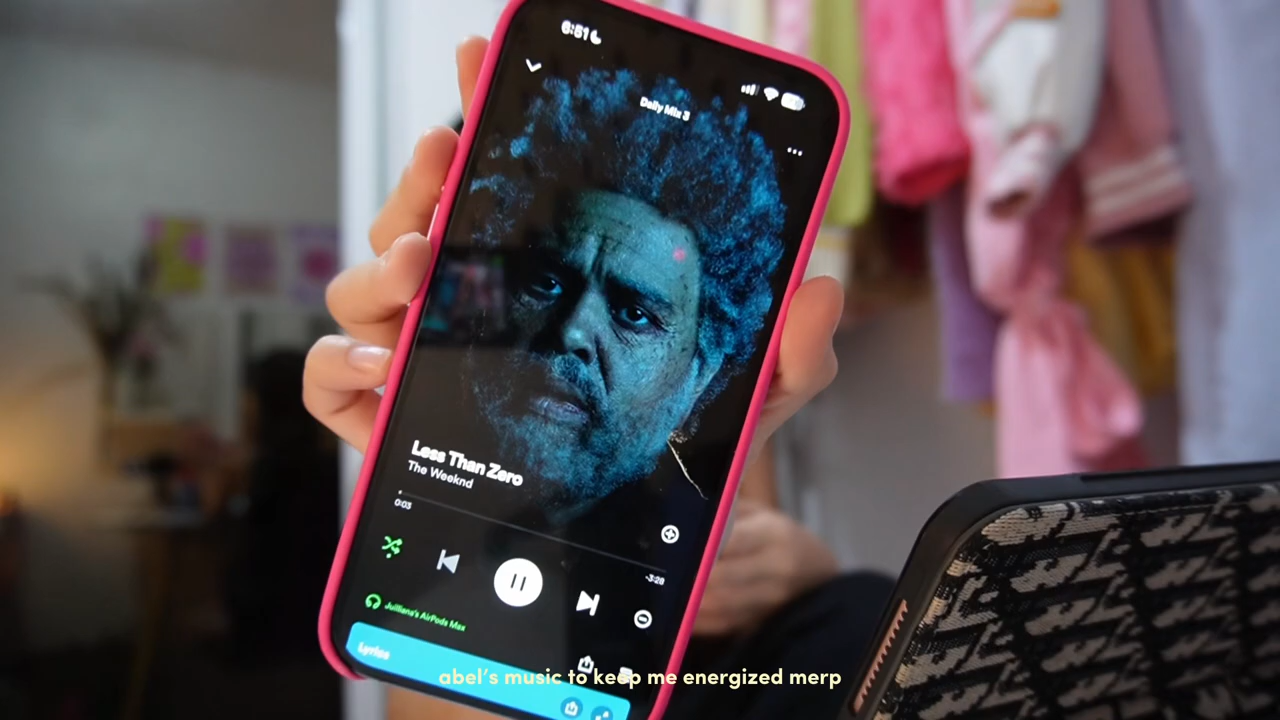 6:51
Daily Mix 3
Less Than Zero
The Weeknd
0:03
-3:28
Julliana's AirPods Max
Lyrics
abel's music to keep me energized merp